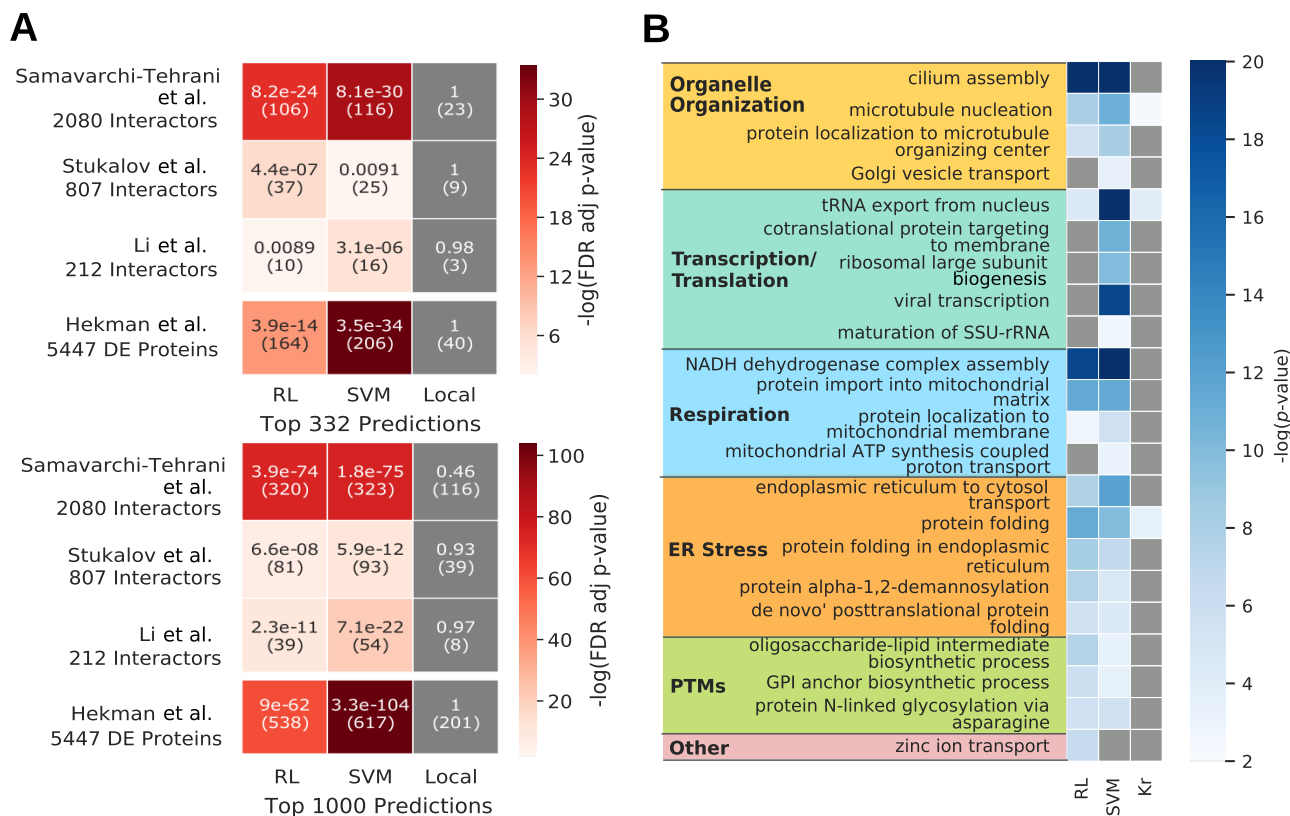 A
Samavarchi-Tehrani
et al.
2080 Interactors
8.2e-24
(106)
8.1e-30
(116)
1
(23)
Stukalov et al.
807 Interactors
4.4e-07
(37)
0.0091
(25)
1
(9)
Li et al.
212 Interactors
0.0089
(10)
3.1e-06
(16)
0.98
(3)
Hekman et al.
5447 DE Proteins
3.9e-14
(164)
3.5e-34
(206)
1
(40)
RL SVM Local
Top 332 Predictions
30
24
18
12
6
-log(FDR adj p-value)
Samavarchi-Tehrani
et al.
2080 Interactors
3.9e-74
(320)
1.8e-75
(323)
0.46
(116)
Stukalov et al.
807 Interactors
6.6e-08
(81)
5.9e-12
(93)
0.93
(39)
Li et al.
212 Interactors
2.3e-11
(39)
7.1e-22
(54)
0.97
(8)
Hekman et al.
5447 DE Proteins
9e-62
(538)
3.3e-104
(617)
1
(201)
RL SVM Local
Top 1000 Predictions
100
80
60
40
20
-log(FDR adj p-value)
B
Organelle
Organization
cilium assembly
microtubule nucleation
protein localization to microtubule
organizing center
Golgi vesicle transport
Transcription/
Translation
tRNA export from nucleus
cotranslational protein targeting
to membrane
ribosomal large subunit
biogenesis
viral transcription
maturation of SSU-rRNA
Respiration
NADH dehydrogenase complex assembly
protein import into mitochondrial
matrix
protein localization to
mitochondrial membrane
mitochondrial ATP synthesis coupled
proton transport
ER Stress
endoplasmic reticulum to cytosol
transport
protein folding
protein folding in endoplasmic
reticulum
protein alpha-1,2-demannosylation
de novo' posttranslational protein
folding
PTMs
oligosaccharide-lipid intermediate
biosynthetic process
GPI anchor biosynthetic process
protein N-linked glycosylation via
asparagine
Other
zinc ion transport
RL
SVM
Kr
20
18
16
14
12
10
8
6
4
2
-log(p-value)